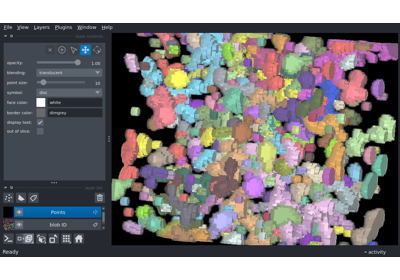 File View Layers Plugins Window Help
opacity: 1.00
blending: translucent
point size: 10
symbol: disc
face color: white
border color: dimgrey
display text: ✓
out of slice:
Points
blob ID
Ready
activity